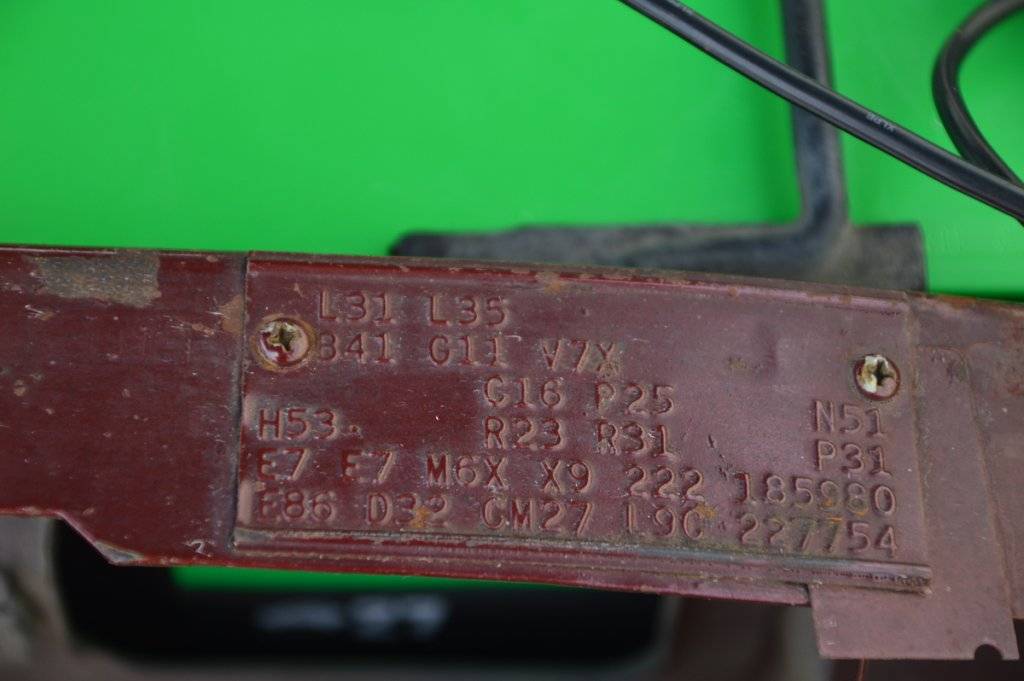 L31 L35
B41 G11 V7X
G16 P25
H53 R23 R31 N51
P31
E7 E7 M6X X9 222 185980
E86 D32 CM27 L9C 227754
XLPE